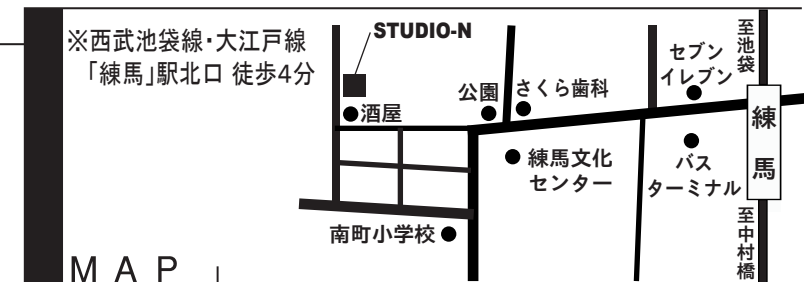 ※西武池袋線・大江戸線
「練馬」駅北口 徒歩4分
STUDIO-N
酒屋
公園
さくら歯科
セブン
イレブン
至池袋
練馬
練馬文化
センター
バス
ターミナル
南町小学校
至中村橋
MAP